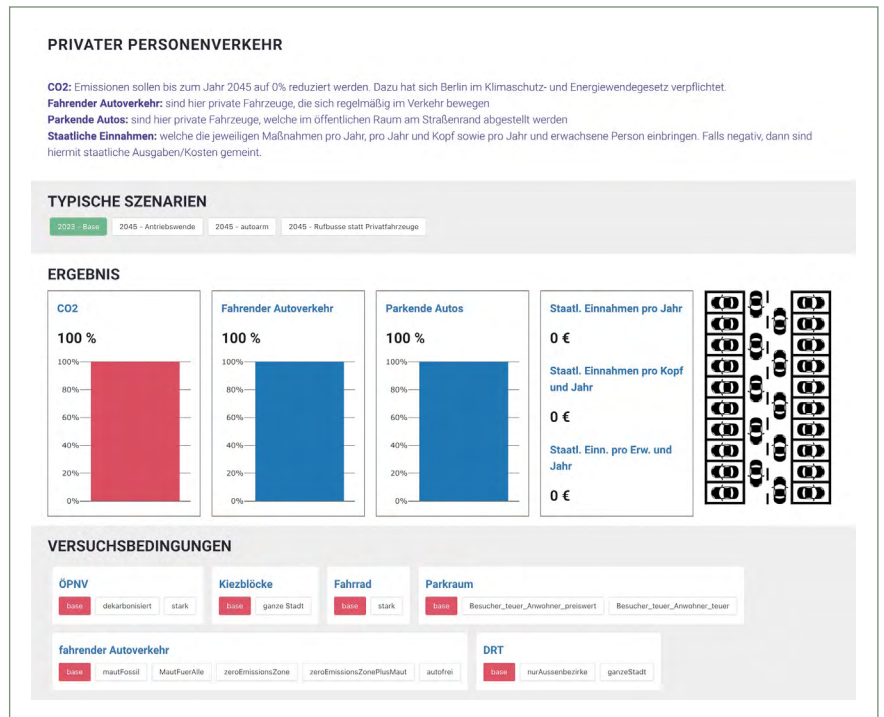 PRIVATER PERSONENVERKEHR
CO2: Emissionen sollen bis zum Jahr 2045 auf 0% reduziert werden. Dazu hat sich Berlin im Klimaschutz- und Energiewendegesetz verpflichtet.
Fahrender Autoverkehr: sind hier private Fahrzeuge, die sich regelmäßig im Verkehr bewegen
Parkende Autos: sind hier private Fahrzeuge, welche im öffentlichen Raum am Straßenrand abgestellt werden
Staatliche Einnahmen: welche die jeweiligen Maßnahmen pro Jahr, pro Jahr und Kopf sowie pro Jahr und erwachsene Person einbringen. Falls negativ, dann sind
hiermit staatliche Ausgaben/Kosten gemeint.
TYPISCHE SZENARIEN
2023 - Base 2045 - Antriebswende 2045 - autoarm 2045 - Rufbusse statt Privatfahrzeuge
ERGEBNIS
CO2
100 %
100%
80%
60%
40%
20%
0%
Fahrender Autoverkehr
100 %
100%
80%
60%
40%
20%
0%
Parkende Autos
100 %
100%
80%
60%
40%
20%
0%
Staatl. Einnahmen pro Jahr
0 €
Staatl. Einnahmen pro Kopf
und Jahr
0 €
Staatl. Einn. pro Erw. und
Jahr
0 €
VERSUCHSBEDINGUNGEN
ÖPNV
base dekarbonisiert stark
Kiezblöcke
base ganze Stadt
Fahrrad
base stark
Parkraum
base Besucher_teuer_Anwohner_preiswert Besucher_teuer_Anwohner_teuer
fahrender Autoverkehr
base mautFossil MautFuerAlle zeroEmissionsZone zeroEmissionsZonePlusMaut autofrei
DRT
base nurAussenbezirke ganzeStadt